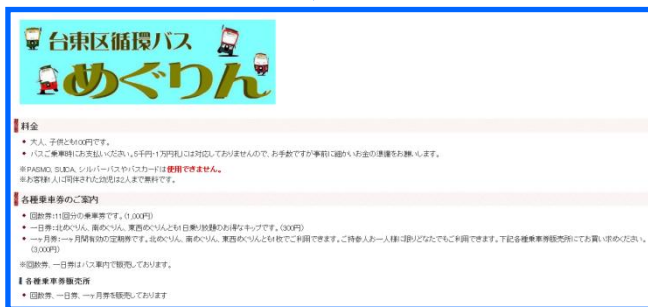 台東区循環バス
めぐりん
料金
● 大人、子供とも100円です。
● バスご乗車時にお支払いください。5千円・1万円札には対応しておりませんので、お手数ですが事前に細かいお金の準備をお願いします。
※PASMO、SUICA、シルバーパスやバスカードは使用できません。
※お客様1人に同伴された幼児は2人まで無料です。
各種乗車券のご案内
● 回数券:11回分の乗車券です。(1,000円)
● 一日券:北めぐりん、南めぐりん、東西めぐりんとも1日乗り放題のお得なキップです。(300円)
● 一ヶ月券:一ヶ月間有効の定期券です。北めぐりん、南めぐりん、東西めぐりんとも1枚でご利用できます。ご持参人お一人様に限りどなたでもご利用できます。下記各種乗車券販売所にてお買い求めください。
(3,000円)
※回数券、一日券はバス車内で販売しております。
各種乗車券販売所
● 回数券、一日券、一ヶ月券を販売しております